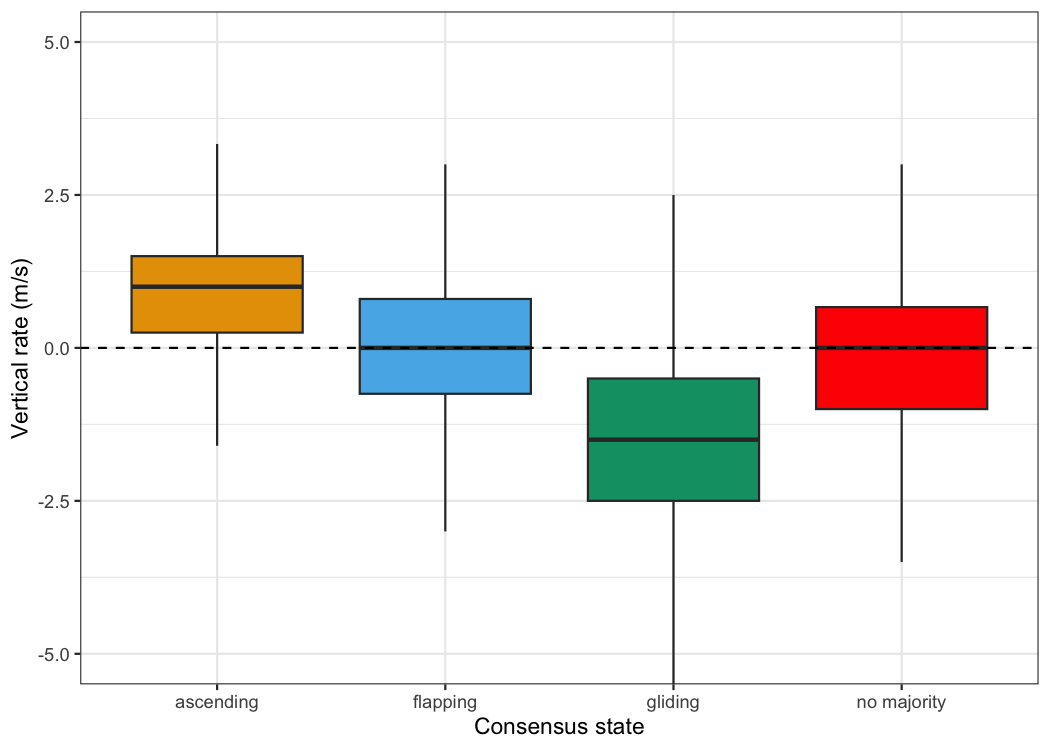 Vertical rate (m/s)
5.0
2.5
0.0
-2.5
-5.0
ascending flapping gliding no majority
Consensus state